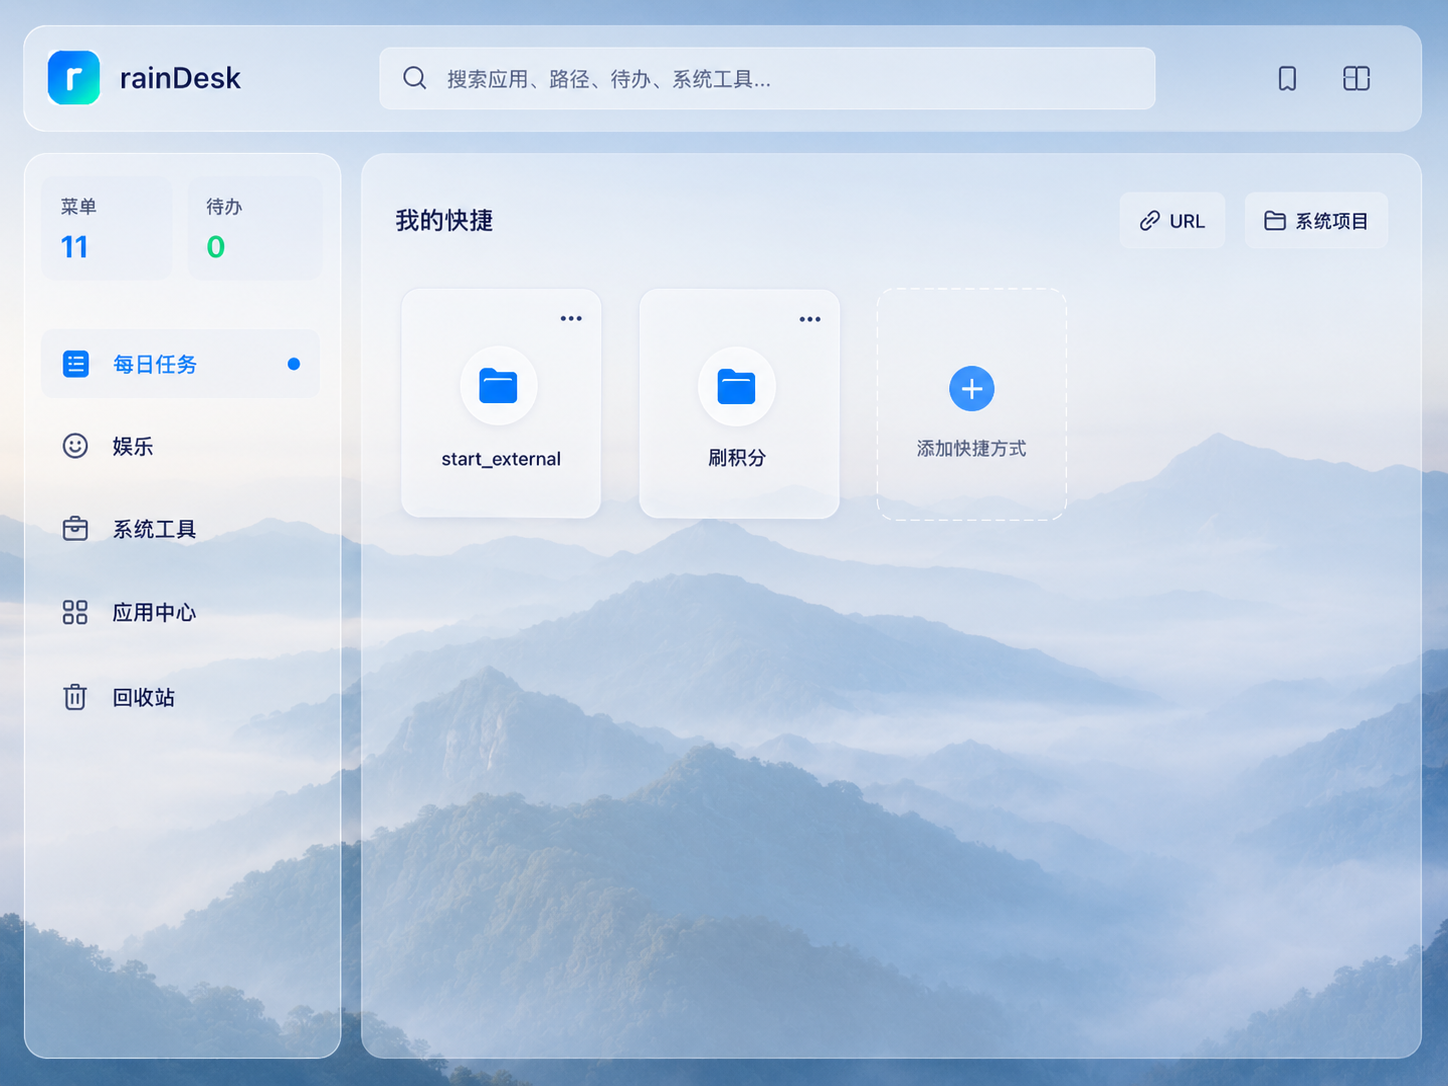 r rainDesk
搜索应用、路径、待办、系统工具...
菜单
11
待办
0
每日任务
娱乐
系统工具
应用中心
回收站
我的快捷
URL
系统项目
start_external
刷积分
添加快捷方式